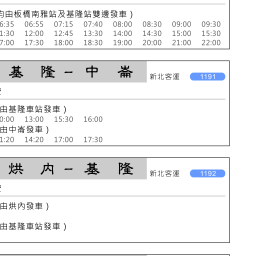 均由板橋南雅站及基隆站雙邊發車）
6:35 06:55 07:15 07:40 08:00 08:30 09:00 09:30
1:30 12:00 12:45 13:30 14:00 14:30 15:00 15:30
7:00 17:30 18:00 18:30 19:00 20:00 21:00 22:00
基 隆 – 中 崙 新北客運 1191
由基隆車站發車）
0:00 13:00 15:30 16:00
由中崙發車）
1:20 14:20 17:00 17:30
烘 內 – 基 隆 新北客運 1192
由烘內發車）
由基隆車站發車）